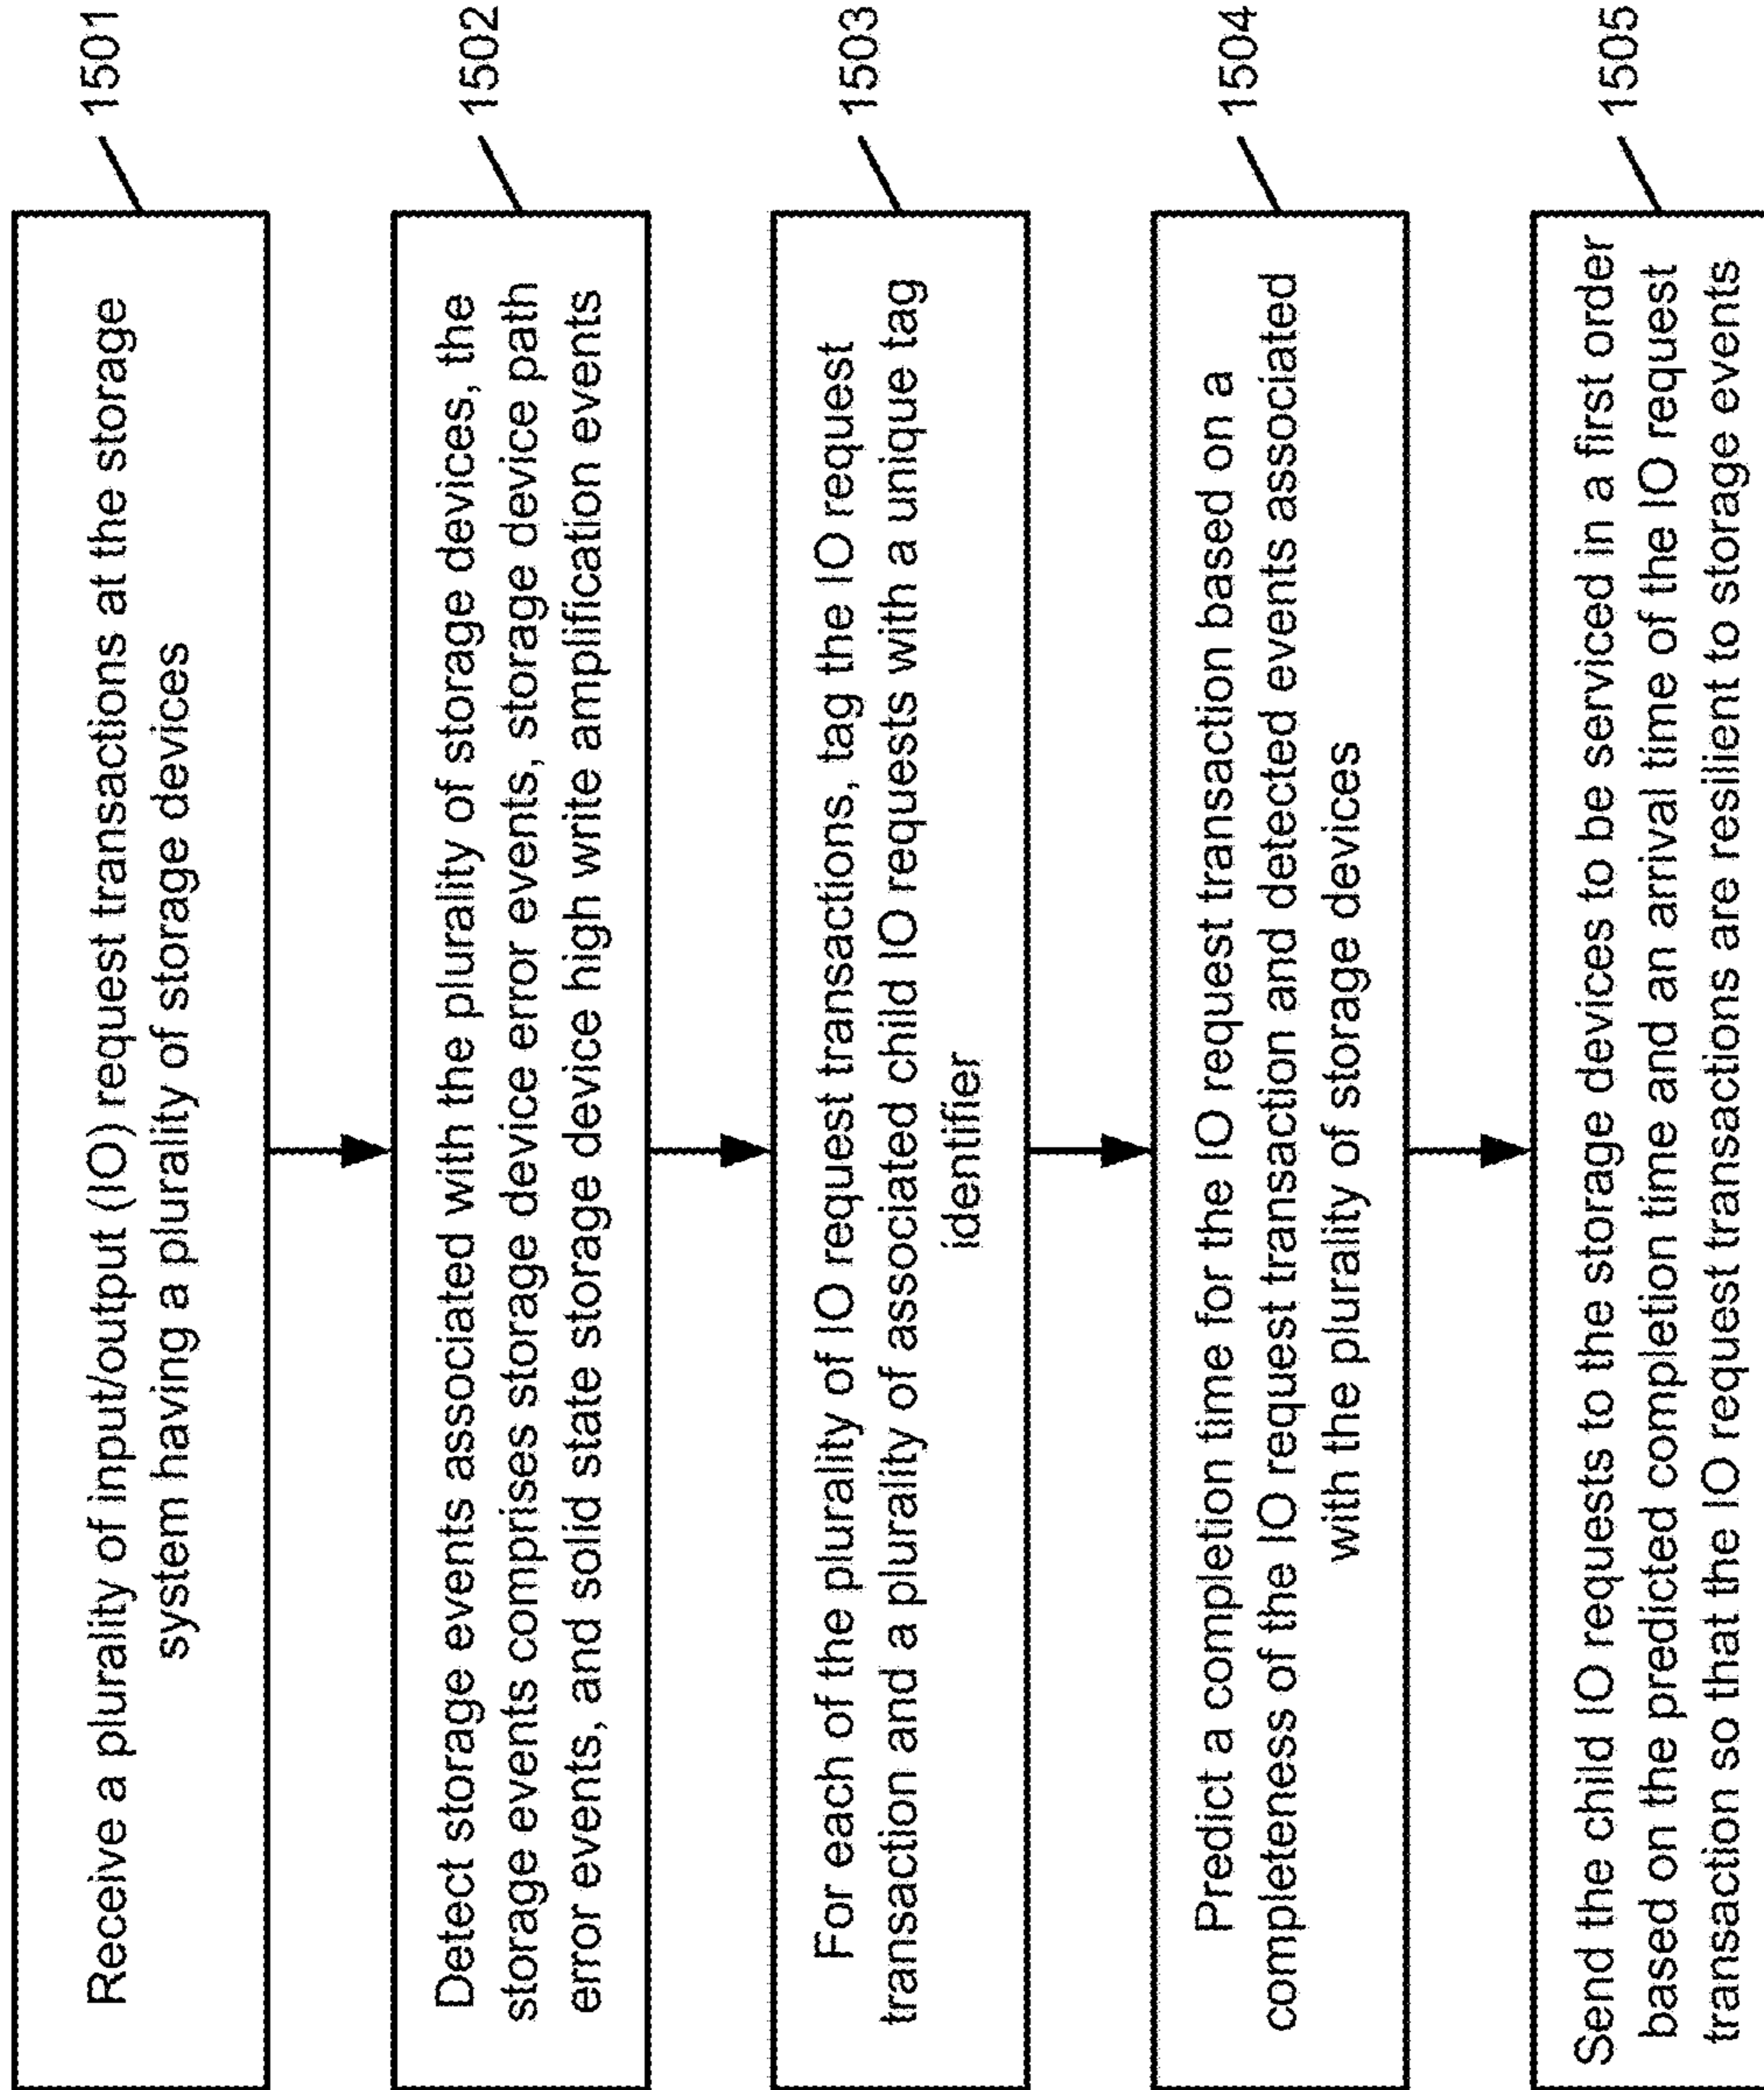 Receive a plurality of input/output (IO) request transactions at the storage
system having a plurality of storage devices
1501
Detect storage events associated with the plurality of storage devices, the
storage events comprises storage device error events, storage device path
error events, and solid state storage device high write amplification events
1502
For each of the plurality of IO request transactions, tag the IO request
transaction and a plurality of associated child IO requests with a unique tag
identifier
1503
Predict a completion time for the IO request transaction based on a
completeness of the IO request transaction and detected events associated
with the plurality of storage devices
1504
Send the child IO requests to the storage devices to be serviced in a first order
based on the predicted completion time and an arrival time of the IO request
transaction so that the IO request transactions are resilient to storage events
1505